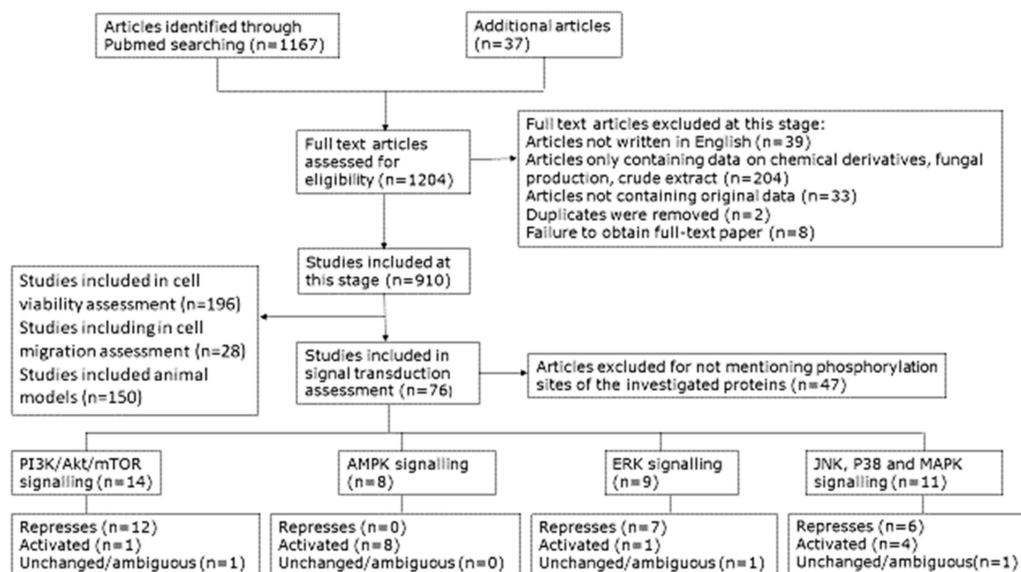 Articles identified through
Pubmed searching (n=1167)
Additional articles
(n=37)
Full text articles
assessed for
eligibility (n=1204)
Full text articles excluded at this stage:
Articles not written in English (n=39)
Articles only containing data on chemical derivatives, fungal
production, crude extract (n=204)
Articles not containing original data (n=33)
Duplicates were removed (n=2)
Failure to obtain full-text paper (n=8)
Studies included at
this stage (n=910)
Studies included in cell
viability assessment (n=196)
Studies including in cell
migration assessment (n=28)
Studies included animal
models (n=150)
Studies included in
signal transduction
assessment (n=76)
Articles excluded for not mentioning phosphorylation
sites of the investigated proteins (n=47)
PI3K/Akt/mTOR
signalling (n=14)
AMPK signalling
(n=8)
ERK signalling
(n=9)
JNK, P38 and MAPK
signalling (n=11)
Represses (n=12)
Activated (n=1)
Unchanged/ambiguous(n=1)
Represses (n=0)
Activated (n=8)
Unchanged/ambiguous(n=0)
Represses (n=7)
Activated (n=1)
Unchanged/ambiguous (n=1)
Represses (n=6)
Activated (n=4)
Unchanged/ambiguous(n=1)